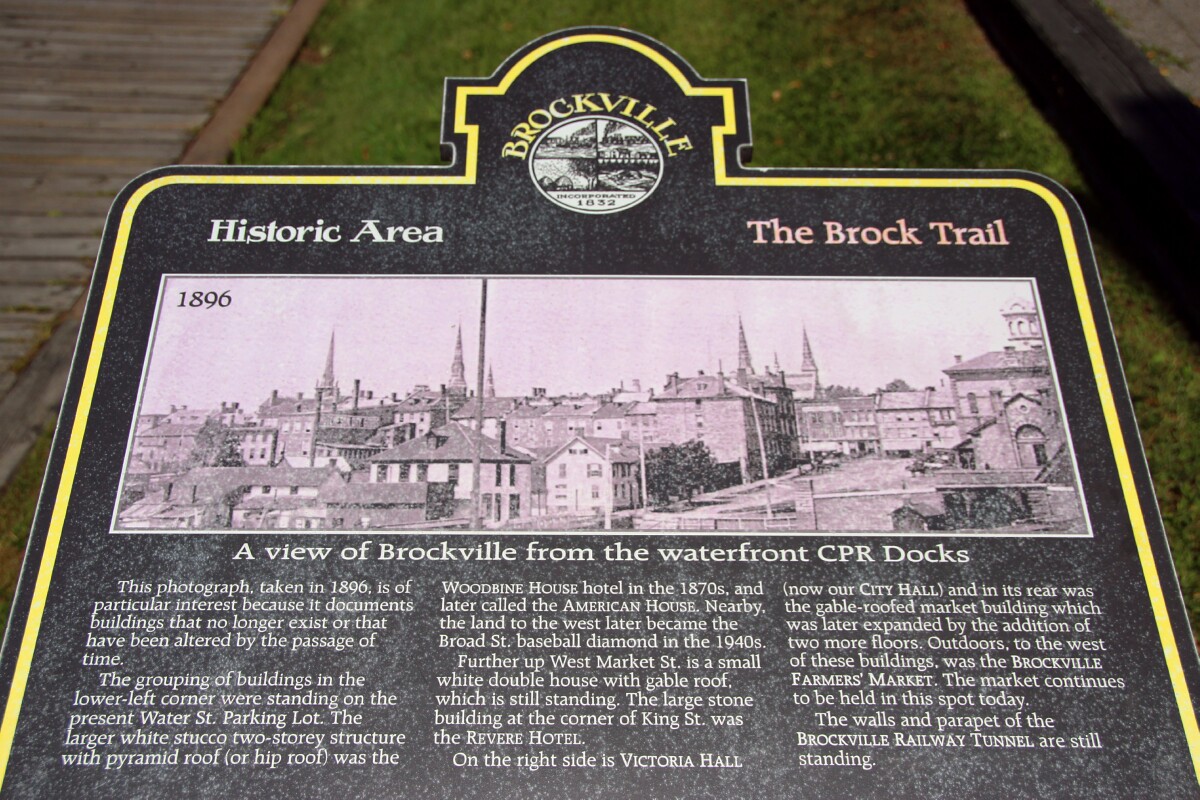 BROCKVILLE
INCORPORATED
1832
Historic Area
The Brock Trail
1896
A view of Brockville from the waterfront CPR Docks
This photograph, taken in 1896, is of
particular interest because it documents
buildings that no longer exist or that
have been altered by the passage of
time.
The grouping of buildings in the
lower-left corner were standing on the
present Water St. Parking Lot. The
larger white stucco two-storey structure
with pyramid roof (or hip roof) was the
WOODBINE HOUSE hotel in the 1870s, and
later called the AMERICAN HOUSE. Nearby,
the land to the west later became the
Broad St. baseball diamond in the 1940s.
Further up West Market St. is a small
white double house with gable roof,
which is still standing. The large stone
building at the corner of King St. was
the REVERE HOTEL.
On the right side is VICTORIA HALL
(now our CITY HALL) and in its rear was
the gable-roofed market building which
was later expanded by the addition of
two more floors. Outdoors, to the west
of these buildings, was the BROCKVILLE
FARMERS' MARKET. The market continues
to be held in this spot today.
The walls and parapet of the
BROCKVILLE RAILWAY TUNNEL are still
standing.